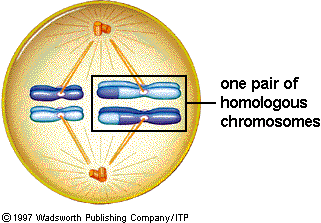 one pair of
homologous
chromosomes
©1997 Wadsworth Publishing Company/ITP